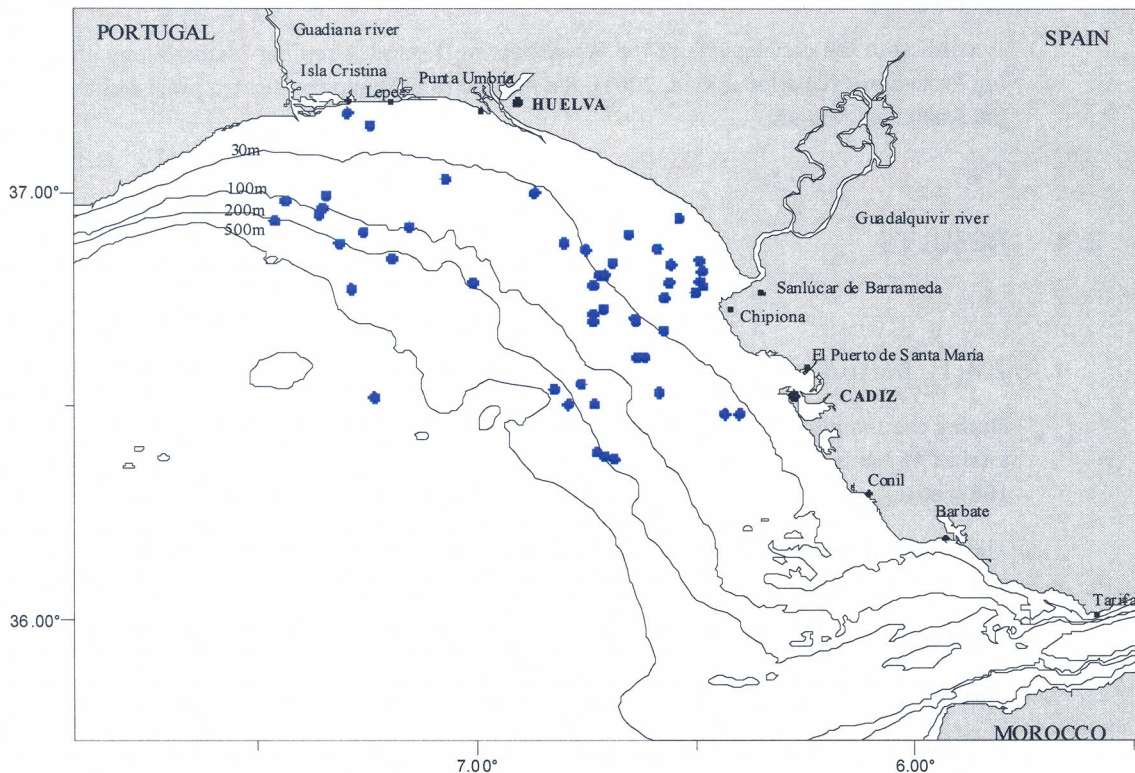 PORTUGAL
Guadiana river
SPAIN
Isla Cristina
Punta Umbría
Lepe
HUELVA
30m
37.00°
100m
200m
500m
Guadalquivir river
Sanlúcar de Barrameda
Chipiona
El Puerto de Santa María
CADIZ
Conil
Barbate
36.00°
Tarifa
MOROCCO
7.00°
6.00°